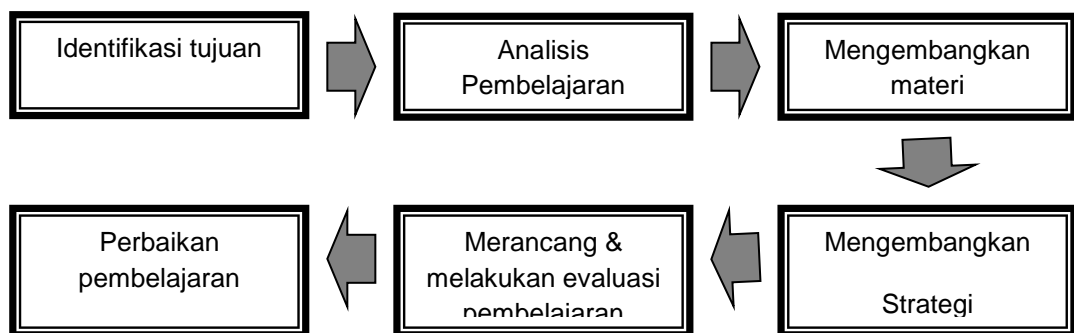 Identifikasi tujuan
Analisis
Pembelajaran
Mengembangkan
materi
Mengembangkan
Strategi
Merancang &
melakukan evaluasi
pembelajaran
Perbaikan
pembelajaran